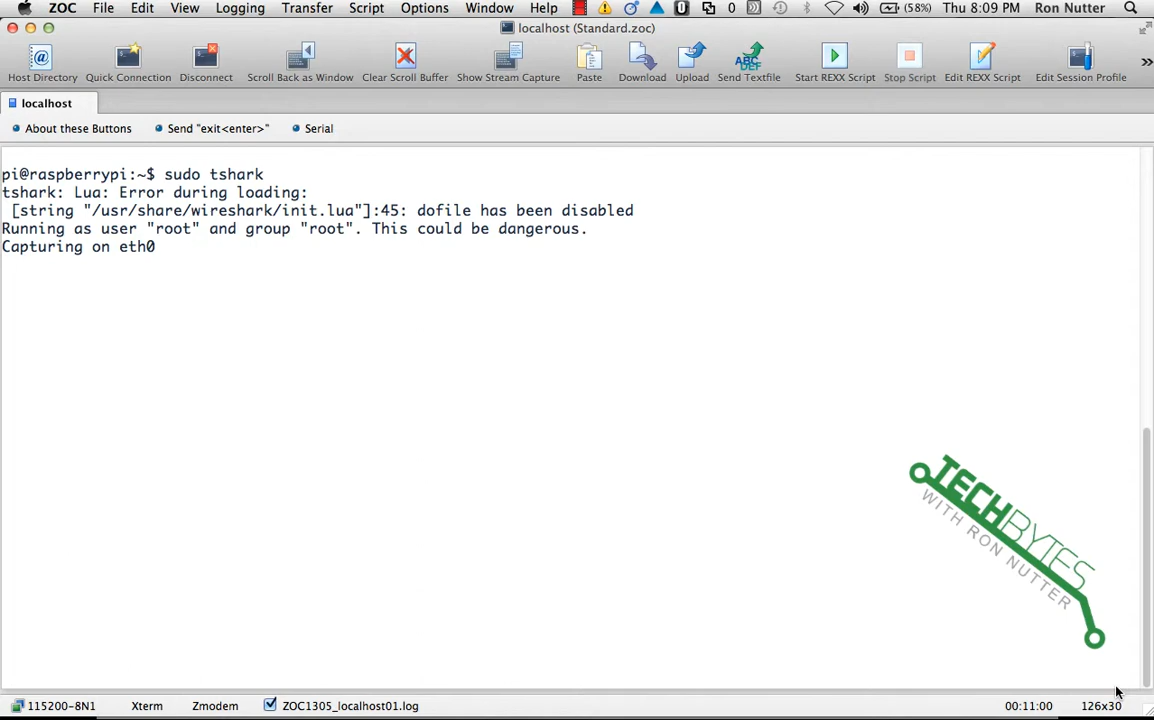 ZOC File Edit View Logging Transfer Script Options Window Help 0 (58%) Thu 8:09 PM Ron Nutter
localhost (Standard.zoc)
Host Directory Quick Connection Disconnect Scroll Back as Window Clear Scroll Buffer Show Stream Capture Paste Download Upload ABC DEF Send Textfile Start REXX Script Stop Script Edit REXX Script Edit Session Profile »
localhost
About these Buttons Send "exit<enter>" Serial
pi@raspberrypi:~$ sudo tshark
tshark: Lua: Error during loading:
[string "/usr/share/wireshark/init.lua"]:45: dofile has been disabled
Running as user "root" and group "root". This could be dangerous.
Capturing on eth0
TECHBYTES
WITH RON NUTTER
115200-8N1 Xterm Zmodem ZOC1305_localhost01.log 00:11:00 126x30